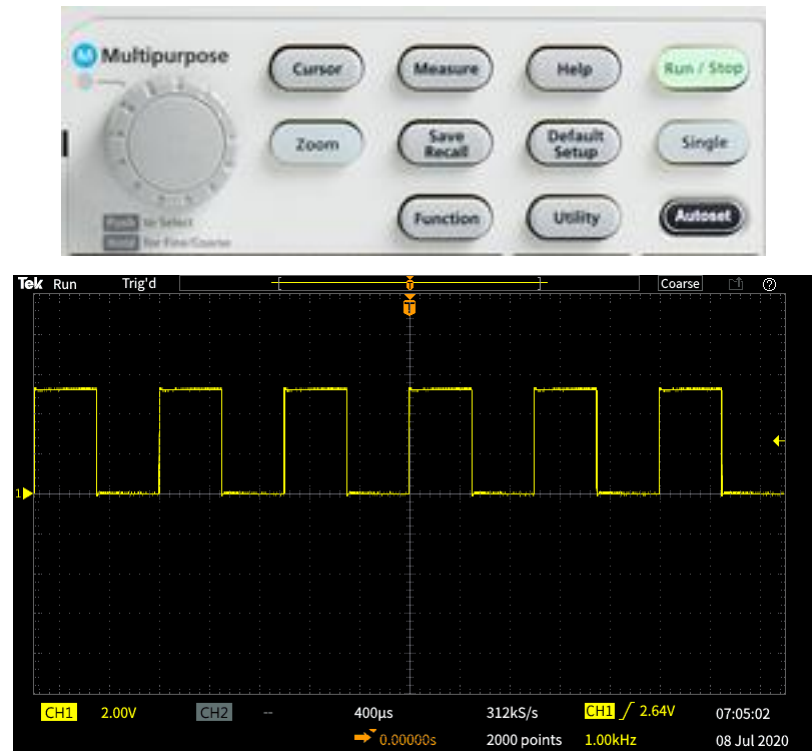 M Multipurpose
Cursor Measure Help Run / Stop
Zoom Save Recall Default Setup Single
Push to Select
Hold for Fine/Coarse
Function Utility Autoset
Tek Run Trig'd T Coarse ?
T
1
CH1 2.00V CH2 -- 400µs 312kS/s CH1 2.64V 07:05:02
0.00000s 2000 points 1.00kHz 08 Jul 2020